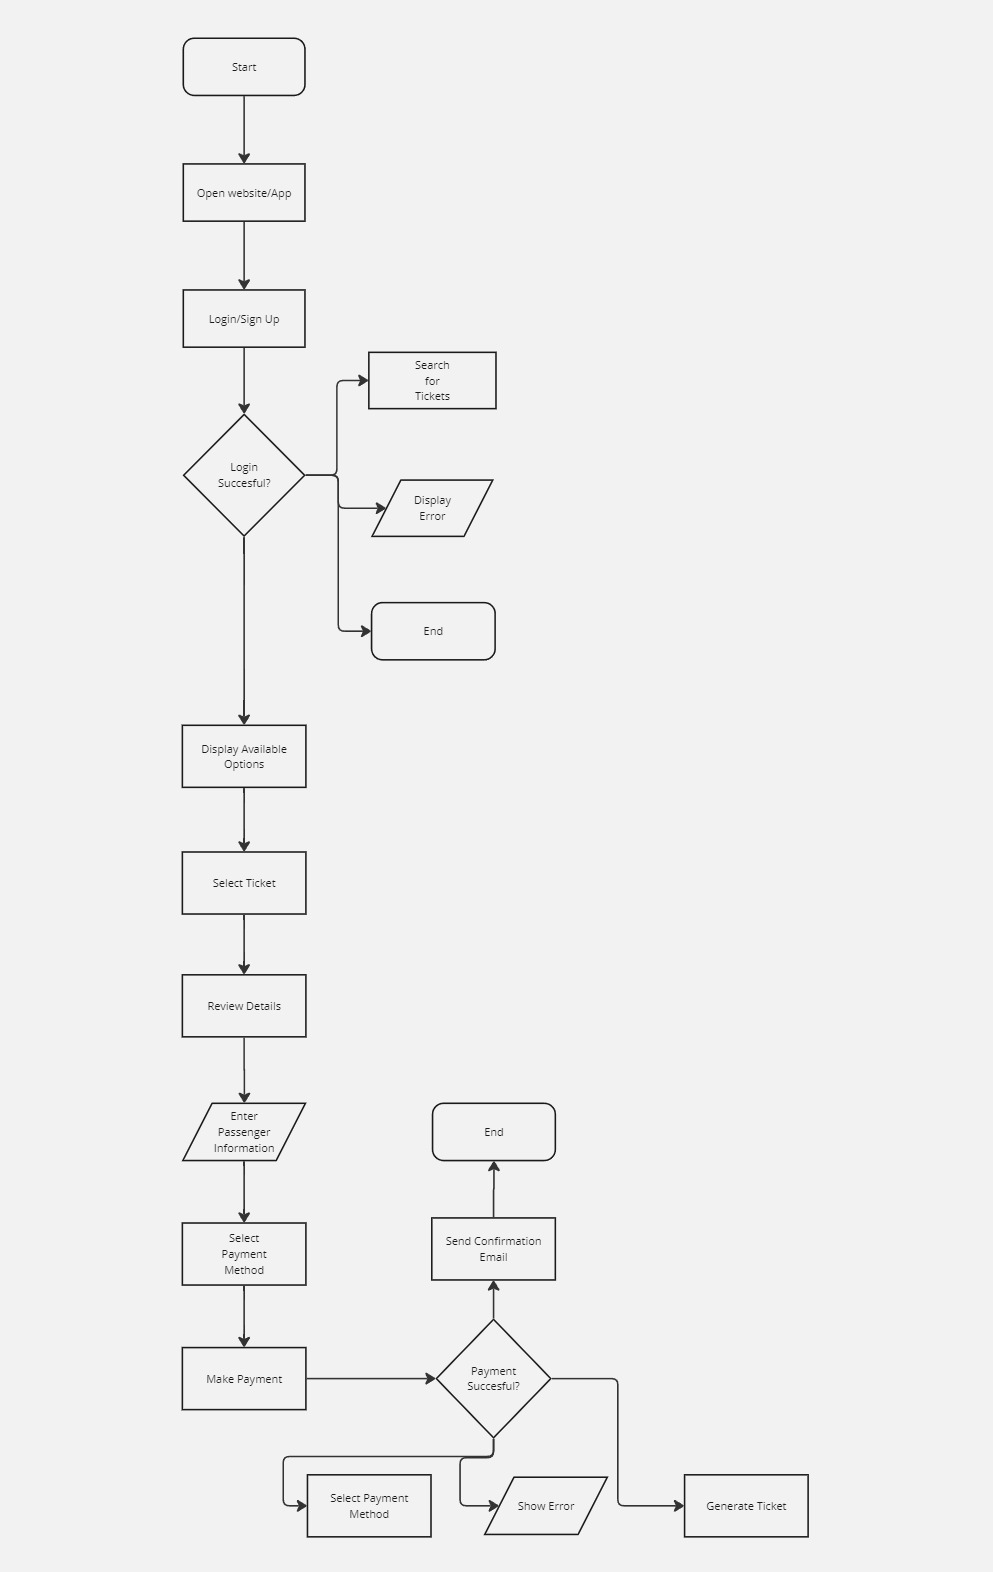 Start
Open website/App
Login/Sign Up
Search
for
Tickets
Login
Succesful?
Display
Error
End
Display Available
Options
Select Ticket
Review Details
Enter
Passenger
Information
End
Select
Payment
Method
Send Confirmation
Email
Make Payment
Payment
Succesful?
Select Payment
Method
Show Error
Generate Ticket